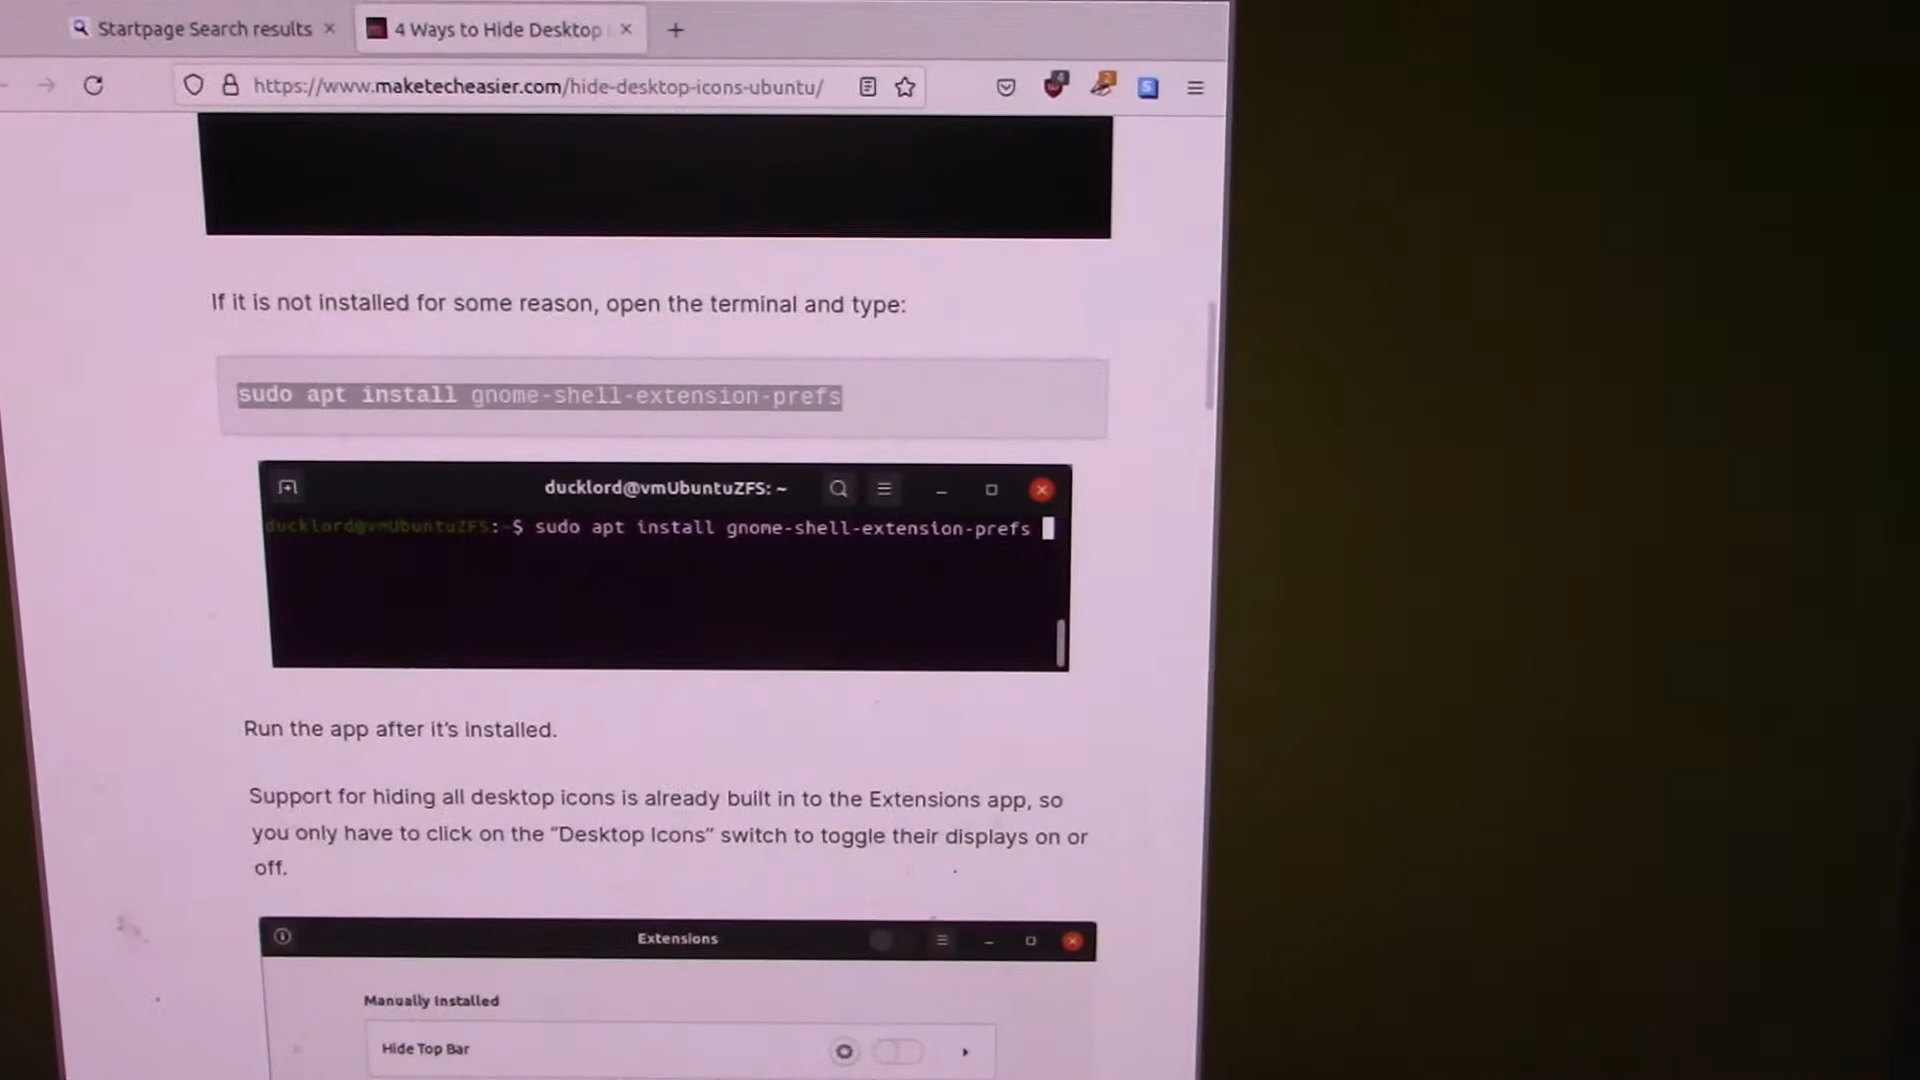 Startpage Search results
4 Ways to Hide Desktop
https://www.maketecheasier.com/hide-desktop-icons-ubuntu/
4
2
S
If it is not installed for some reason, open the terminal and type:
sudo apt install gnome-shell-extension-prefs
ducklord@vmUbuntuZFS: ~
ducklord@vmUbuntuZFS:~$ sudo apt install gnome-shell-extension-prefs
Run the app after it's installed.
Support for hiding all desktop icons is already built in to the Extensions app, so
you only have to click on the “Desktop Icons” switch to toggle their displays on or
off.
Extensions
Manually Installed
Hide Top Bar